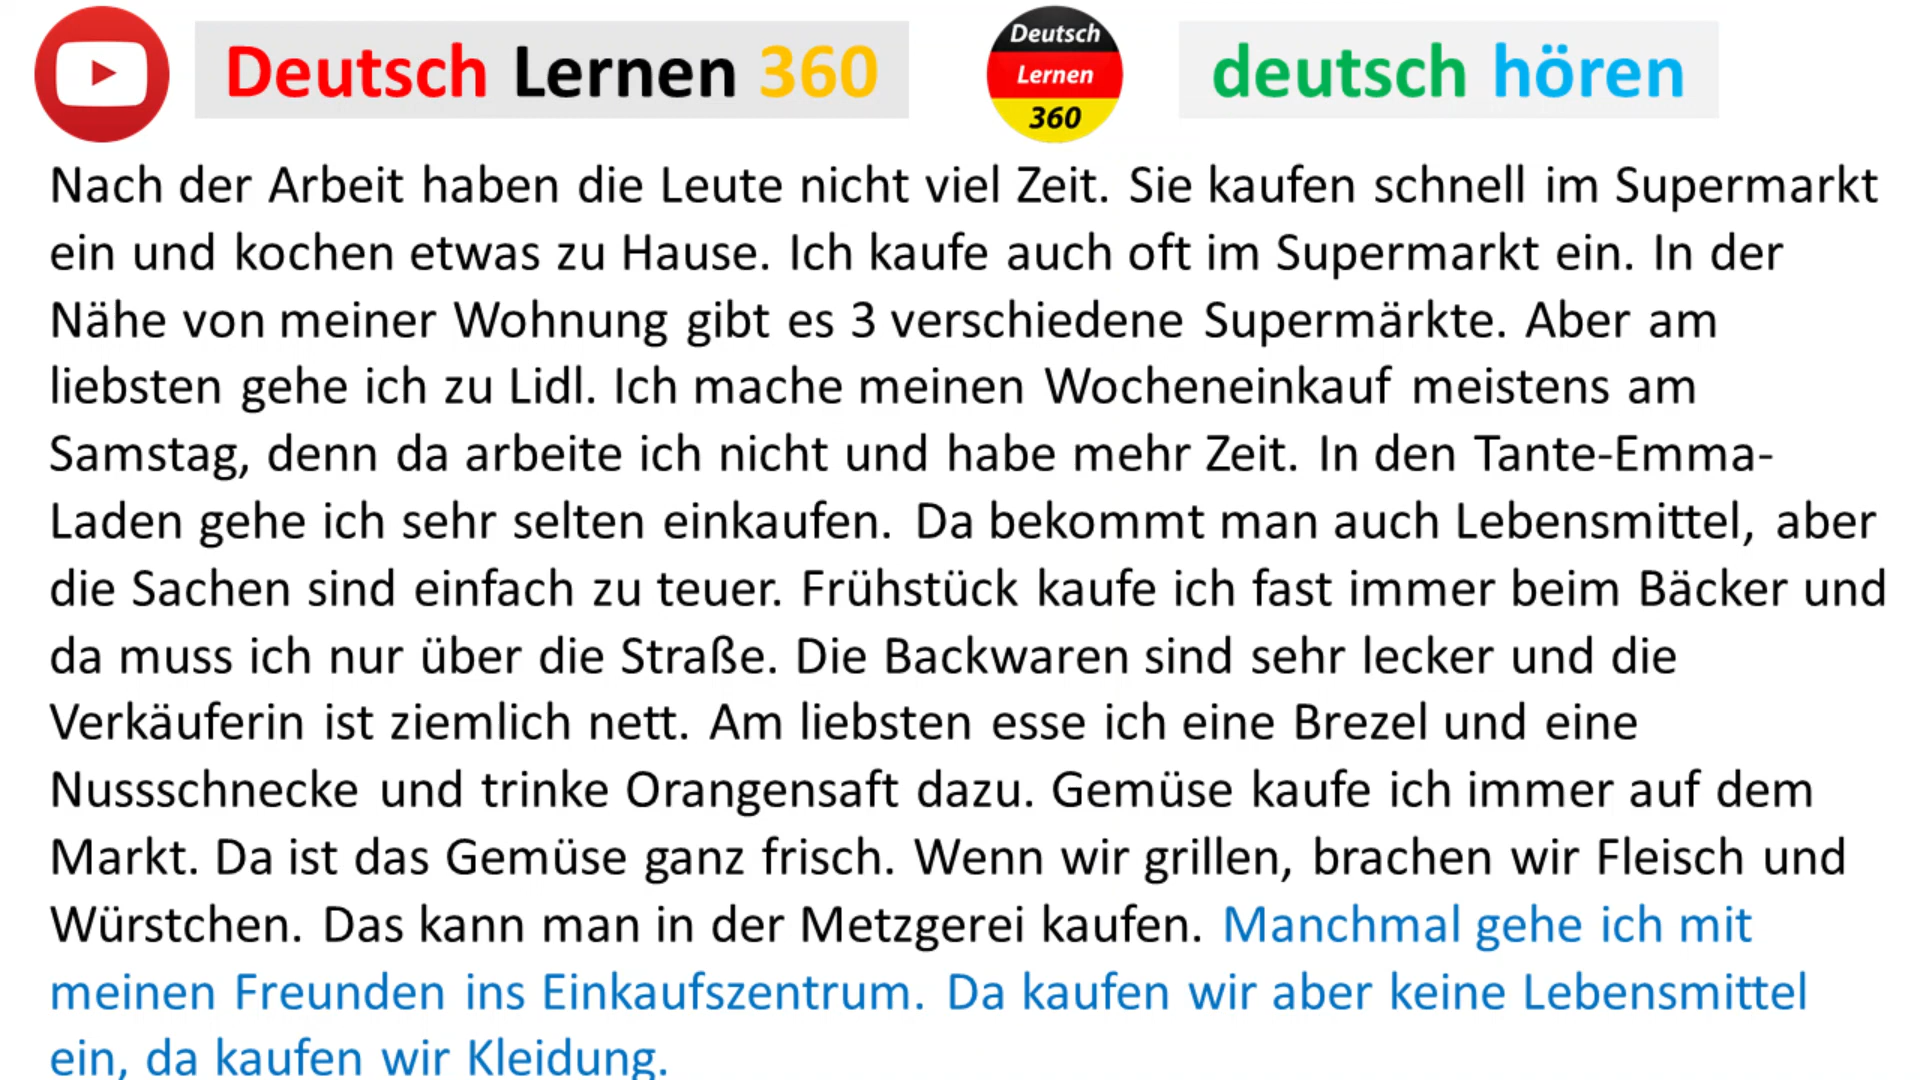 Deutsch Lernen 360
Deutsch
Lernen
360
deutsch hören
Nach der Arbeit haben die Leute nicht viel Zeit. Sie kaufen schnell im Supermarkt
ein und kochen etwas zu Hause. Ich kaufe auch oft im Supermarkt ein. In der
Nähe von meiner Wohnung gibt es 3 verschiedene Supermärkte. Aber am
liebsten gehe ich zu Lidl. Ich mache meinen Wocheneinkauf meistens am
Samstag, denn da arbeite ich nicht und habe mehr Zeit. In den Tante-Emma-
Laden gehe ich sehr selten einkaufen. Da bekommt man auch Lebensmittel, aber
die Sachen sind einfach zu teuer. Frühstück kaufe ich fast immer beim Bäcker und
da muss ich nur über die Straße. Die Backwaren sind sehr lecker und die
Verkäuferin ist ziemlich nett. Am liebsten esse ich eine Brezel und eine
Nussschnecke und trinke Orangensaft dazu. Gemüse kaufe ich immer auf dem
Markt. Da ist das Gemüse ganz frisch. Wenn wir grillen, brachen wir Fleisch und
Würstchen. Das kann man in der Metzgerei kaufen. Manchmal gehe ich mit
meinen Freunden ins Einkaufszentrum. Da kaufen wir aber keine Lebensmittel
ein, da kaufen wir Kleidung.